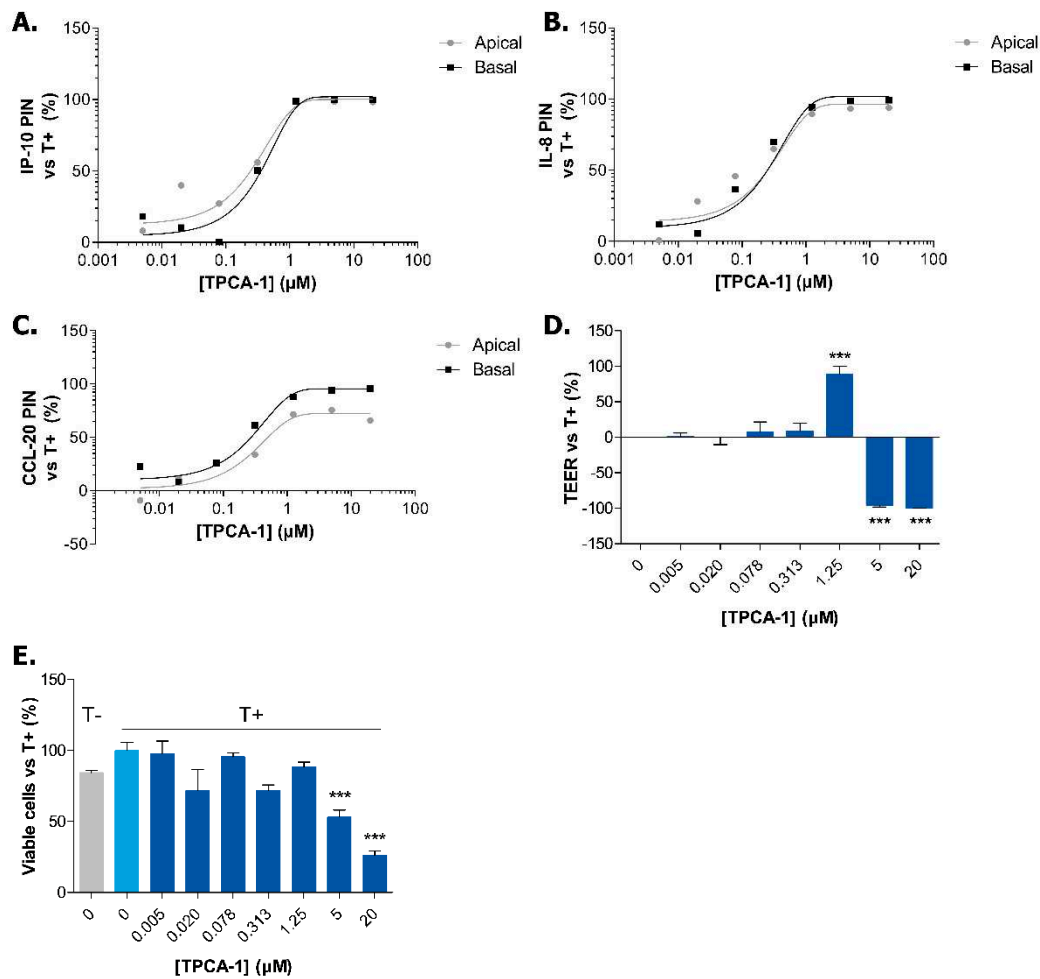 A.
150
100
50
0
IP-10 PIN
vs T+ (%)
0.001
0.01
0.1
1
10
100
[TPCA-1] (µM)
Apical
Basal
B.
150
100
50
0
IL-8 PIN
vs T+ (%)
0.001
0.01
0.1
1
10
100
[TPCA-1] (µM)
Apical
Basal
C.
150
100
50
0
-50
CCL-20 PIN
vs T+ (%)
0.01
0.1
1
10
100
[TPCA-1] (µM)
Apical
Basal
D.
150
100
50
0
-50
-100
-150
TEER vs T+ (%)
***
***
***
0
0.005
0.020
0.078
0.313
1.25
5
20
[TPCA-1] (µM)
E.
T-
T+
150
100
50
0
Viable cells vs T+ (%)
***
***
0
0
0.005
0.020
0.078
0.313
1.25
5
20
[TPCA-1] (µM)